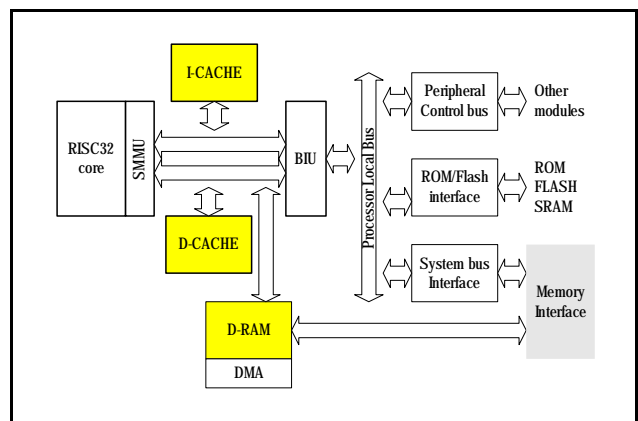 I-CACHE
RISC32
core
SMMU
BIU
D-CACHE
D-RAM
DMA
Processor Local Bus
Peripheral
Control bus
Other
modules
ROM/Flash
interface
ROM
FLASH
SRAM
System bus
Interface
Memory
Interface